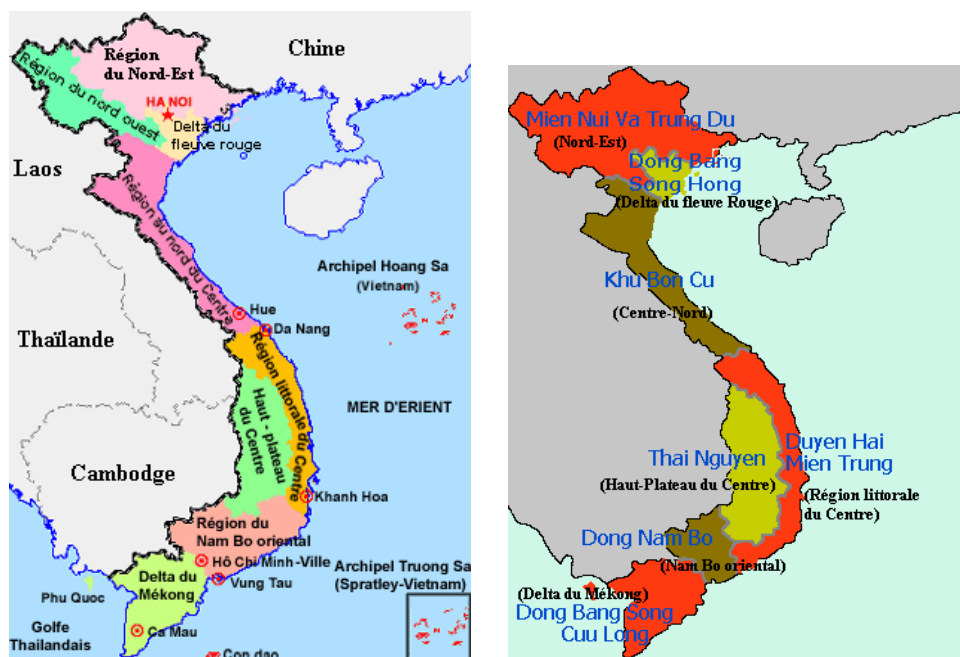 Chine
Région
du Nord-Est
Région du nord ouest
HA NOI
Delta du
fleuve rouge
Laos
Région au nord du Centre
Archipel Hoang Sa
(Vietnam)
Hue
Da Nang
Thaïlande
Région littorale du Centre
Haut - plateau
du Centre
MER D'ERIENT
Cambodge
Khanh Hoa
Région du
Nam Bo oriental
Hô Chi Minh-Ville
Archipel Truong Sa
(Spratley-Vietnam)
Delta du
Mékong
Vung Tau
Phu Quoc
Golfe
Thailandais
Ca Mau
Con dao
Mien Nui Va Trung Du
(Nord-Est)
Dong Bang
Song Hong
(Delta du fleuve Rouge)
Khu Bon Cu
(Centre-Nord)
Duyen Hai
Mien Trung
Thai Nguyen
(Haut-Plateau du Centre)
(Région littorale
du Centre)
Dong Nam Bo
(Nam Bo oriental)
(Delta du Mékong)
Dong Bang Song
Cuu Long